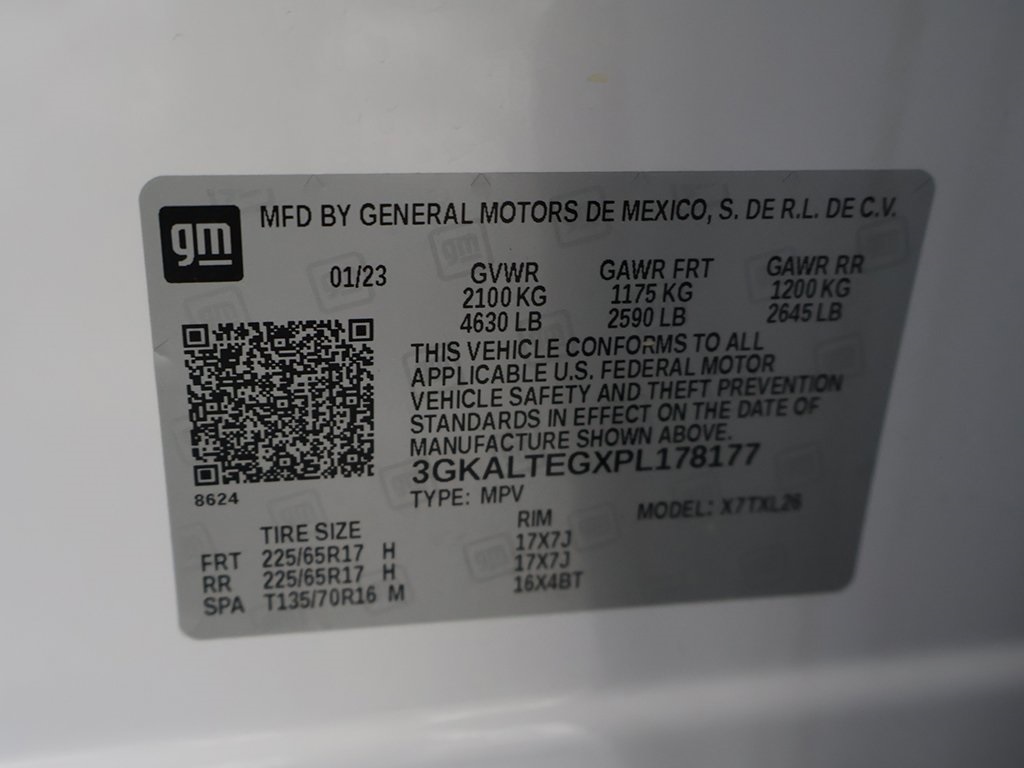 gm
MFD BY GENERAL MOTORS DE MEXICO, S. DE R.L. DE C.V.
01/23 GVWR GAWR FRT GAWR RR
2100 KG 1175 KG 1200 KG
4630 LB 2590 LB 2645 LB
THIS VEHICLE CONFORMS TO ALL
APPLICABLE U.S. FEDERAL MOTOR
VEHICLE SAFETY AND THEFT PREVENTION
STANDARDS IN EFFECT ON THE DATE OF
MANUFACTURE SHOWN ABOVE.
3GKALTEGXPL178177
8624
TYPE: MPV MODEL: X7TXL26
TIRE SIZE RIM
FRT 225/65R17 H 17X7J
RR 225/65R17 H 17X7J
SPA T135/70R16 M 16X4BT